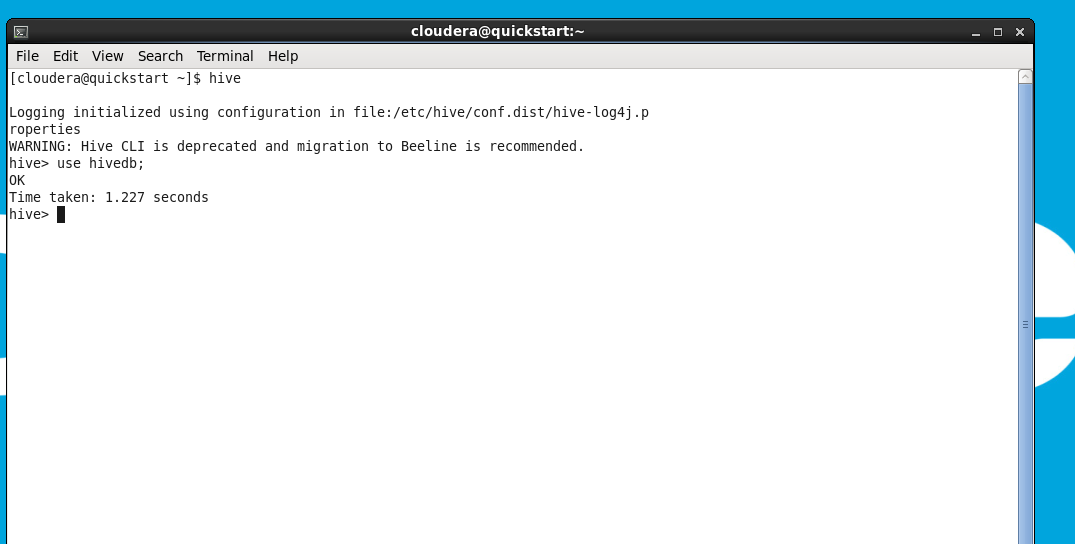 cloudera@quickstart:~
File Edit View Search Terminal Help
[cloudera@quickstart ~]$ hive
Logging initialized using configuration in file:/etc/hive/conf.dist/hive-log4j.p
roperties
WARNING: Hive CLI is deprecated and migration to Beeline is recommended.
hive> use hivedb;
OK
Time taken: 1.227 seconds
hive>